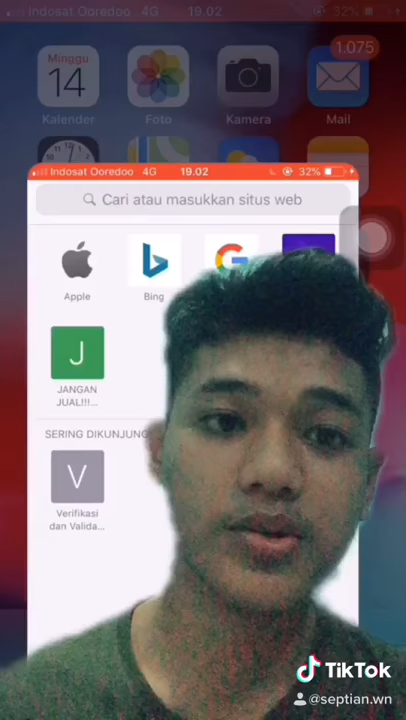 Indosat Ooredoo 4G 19.02 32%
Minggu
14
1.075
Kalender Foto Kamera Mail
Indosat Ooredoo 4G 19.02 32%
Cari atau masukkan situs web
Apple Bing
J
JANGAN
JUAL!!!...
SERING DIKUNJUNG
V
Verifikasi
dan Valida...
TikTok
@septian.wn